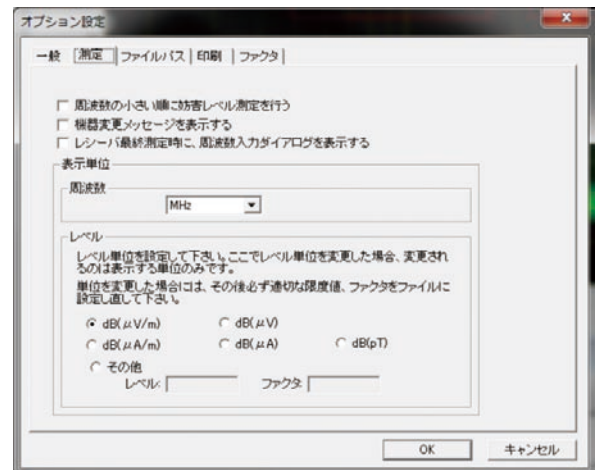 オプション設定
一般 測定 ファイルパス 印刷 ファクタ
周波数の小さい順に妨害レベル測定を行う
機器変更メッセージを表示する
レシーバ最終測定時に、周波数入力ダイアログを表示する
表示単位
周波数
MHz
レベル
レベル単位を設定して下さい。ここでレベル単位を変更した場合、変更され
るのは表示する単位のみです。
単位を変更した場合には、その後必ず適切な限度値、ファクタをファイルに
設定し直して下さい。
dB(μV/m) dB(μV)
dB(μA/m) dB(μA) dB(pT)
その他
レベル: ファクタ:
OK キャンセル